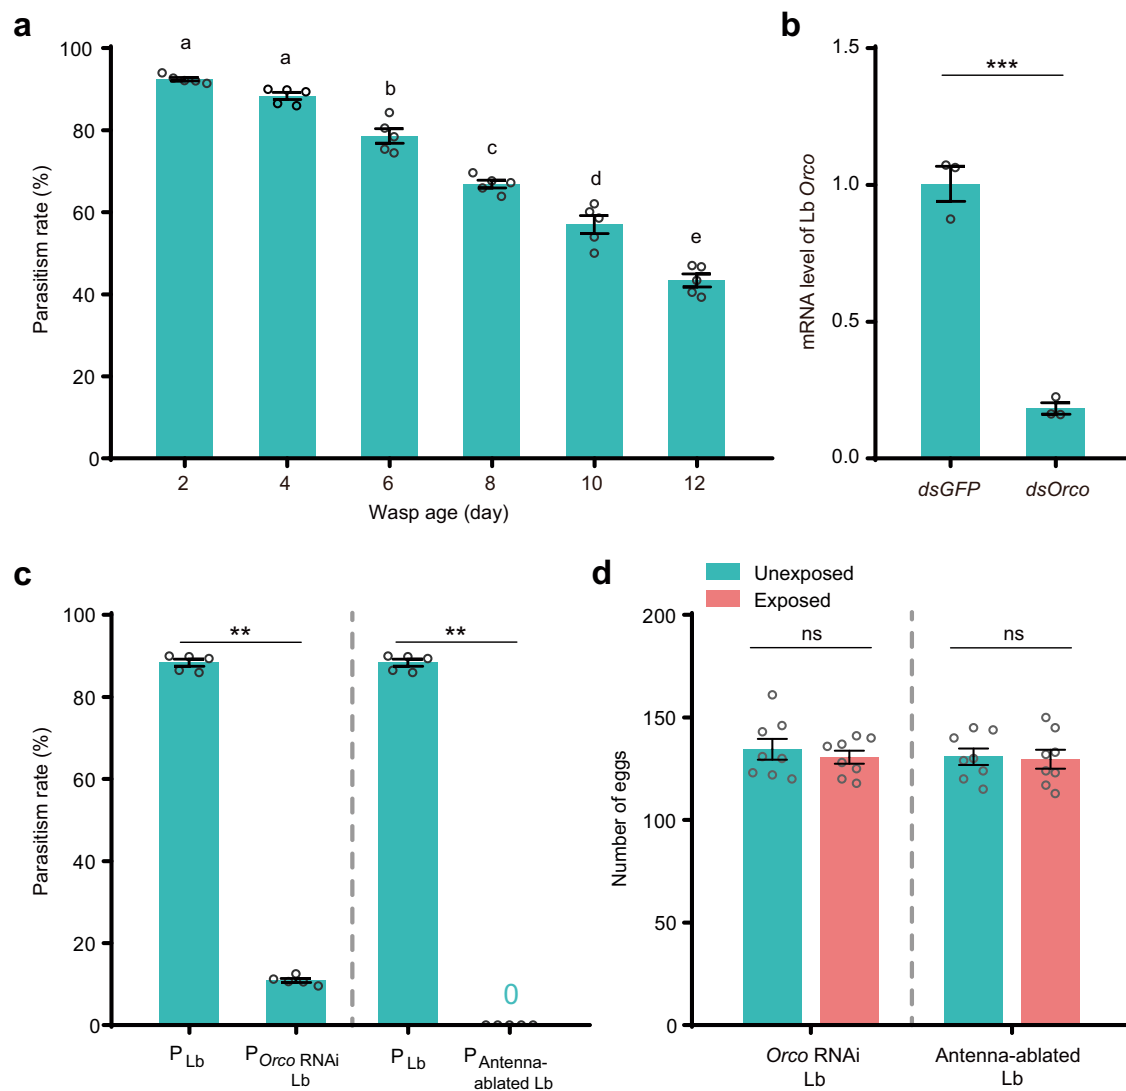 a
100
80
60
40
20
0
Parasitism rate (%)
a
a
b
c
d
e
2 4 6 8 10 12
Wasp age (day)
b
1.5
1.0
0.5
0.0
mRNA level of Lb Orco
***
dsGFP dsOrco
c
100
80
60
40
20
0
Parasitism rate (%)
**
**
0
P Lb
P Orco RNAi
Lb
P Lb
P Antenna-
ablated Lb
d
Unexposed
Exposed
200
150
100
50
0
Number of eggs
ns
ns
Orco RNAi
Lb
Antenna-ablated
Lb